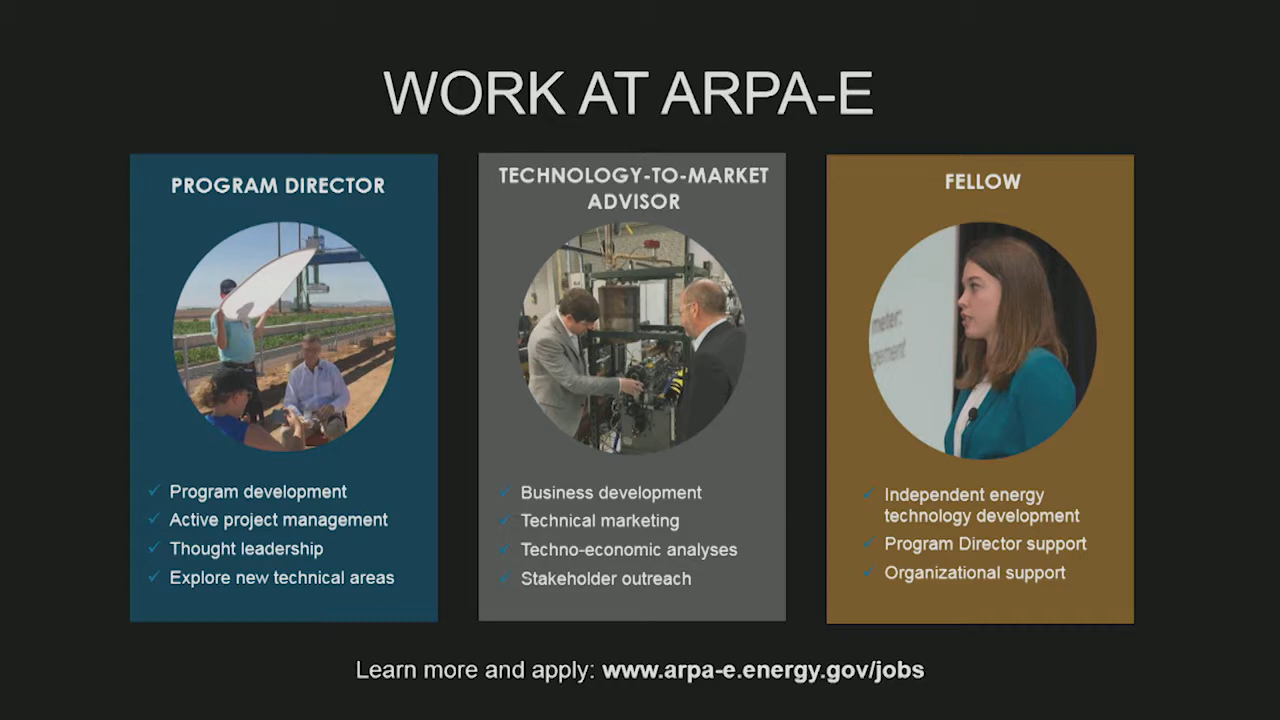 WORK AT ARPA-E
PROGRAM DIRECTOR
✓ Program development
✓ Active project management
✓ Thought leadership
✓ Explore new technical areas
TECHNOLOGY-TO-MARKET
ADVISOR
✓ Business development
✓ Technical marketing
✓ Techno-economic analyses
✓ Stakeholder outreach
FELLOW
meter:
✓ Independent energy
technology development
✓ Program Director support
✓ Organizational support
Learn more and apply: www.arpa-e.energy.gov/jobs